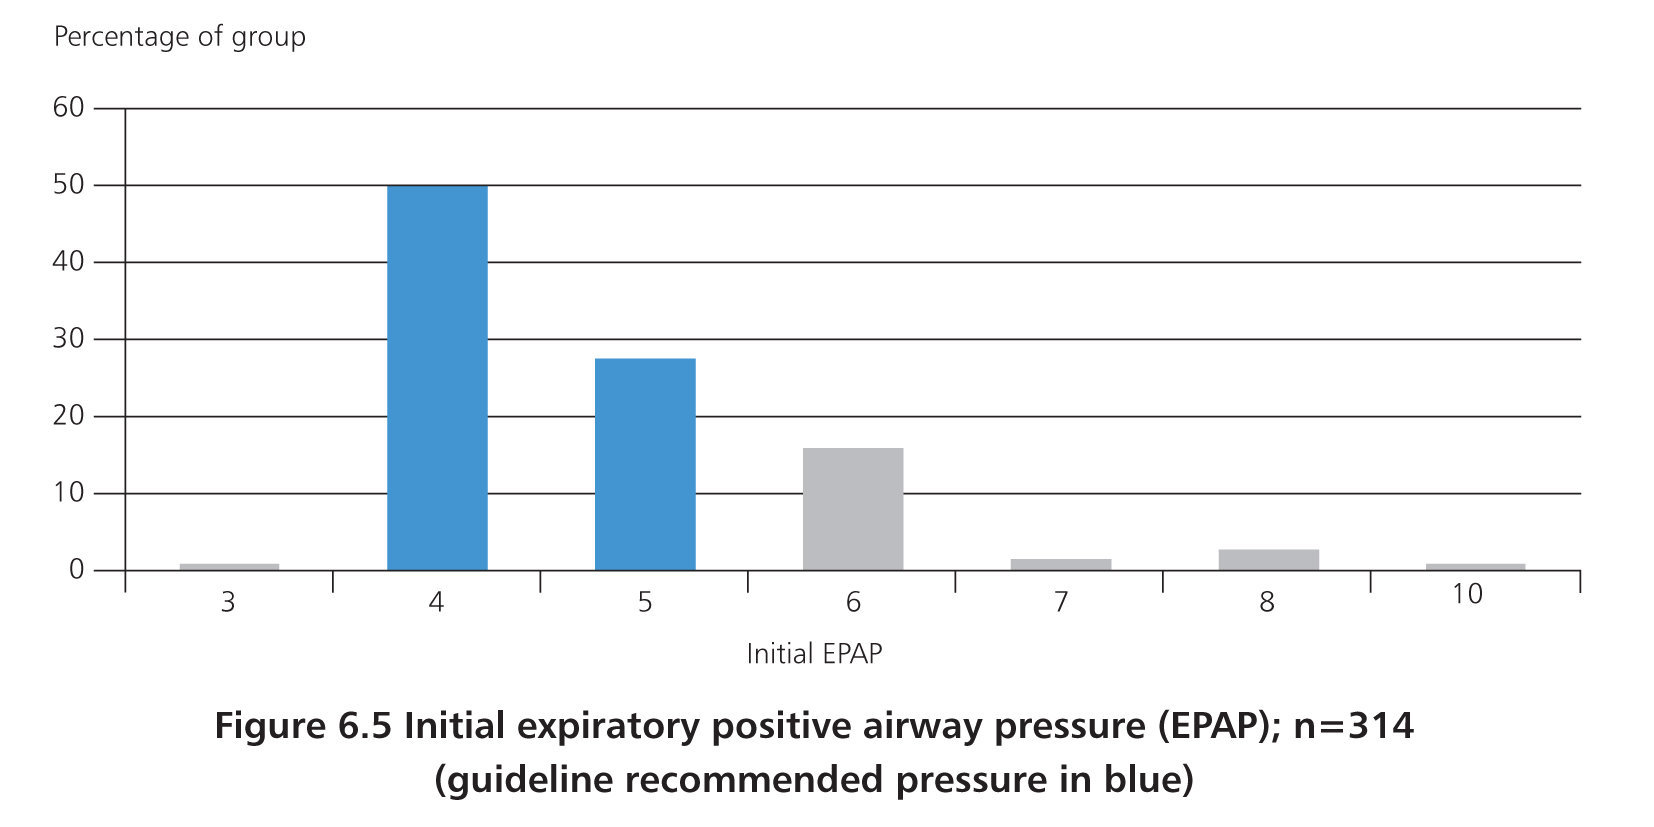 Percentage of group
60
50
40
30
20
10
0
3 4 5 6 7 8 10
Initial EPAP
Figure 6.5 Initial expiratory positive airway pressure (EPAP); n=314
(guideline recommended pressure in blue)